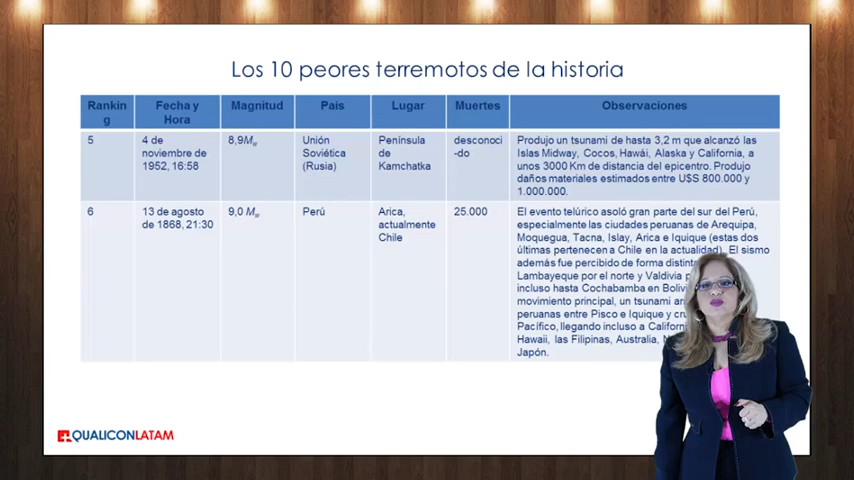 Los 10 peores terremotos de la historia
Rankin
g
Fecha y
Hora
Magnitud
País
Lugar
Muertes
Observaciones
5
4 de
noviembre de
1952, 16:58
8,9Mw
Unión
Soviética
(Rusia)
Península
de
Kamchatka
desconoci
-do
Produjo un tsunami de hasta 3,2 m que alcanzó las
Islas Midway, Cocos, Hawái, Alaska y California, a
unos 3000 Km de distancia del epicentro. Produjo
daños materiales estimados entre U$S 800.000 y
1.000.000.
6
13 de agosto
de 1868, 21:30
9,0 Mw
Perú
Arica,
actualmente
Chile
25.000
El evento telúrico asoló gran parte del sur del Perú,
especialmente las ciudades peruanas de Arequipa,
Moquegua, Tacna, Islay, Arica e Iquique (estas dos
últimas pertenecen a Chile en la actualidad). El sismo
además fue percibido de forma
Lambayeque por el norte y Valdivia
incluso hasta Cochabamba en
movimiento principal, un tsunami
peruanas entre Pisco e Iquique y
Pacífico, llegando incluso a
Hawaii, las Filipinas, Australia,
Japón.
QUALICONLATAM